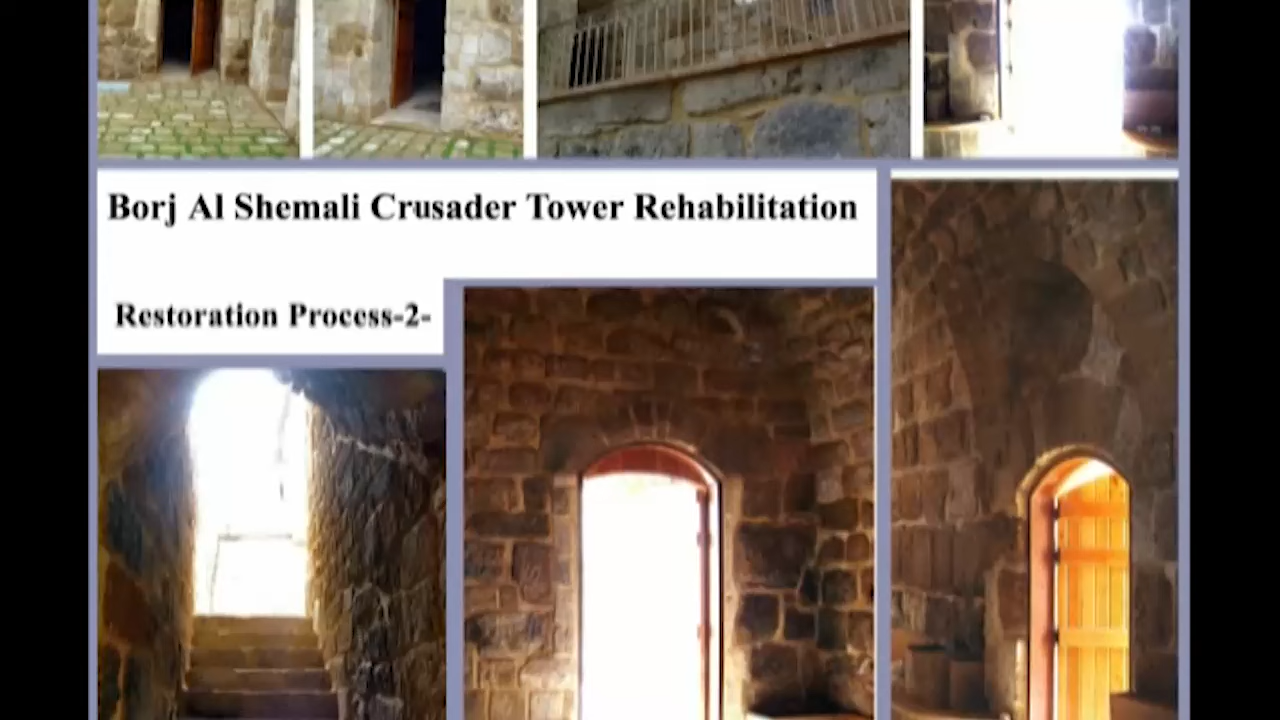 Borj Al Shemali Crusader Tower Rehabilitation
Restoration Process-2-